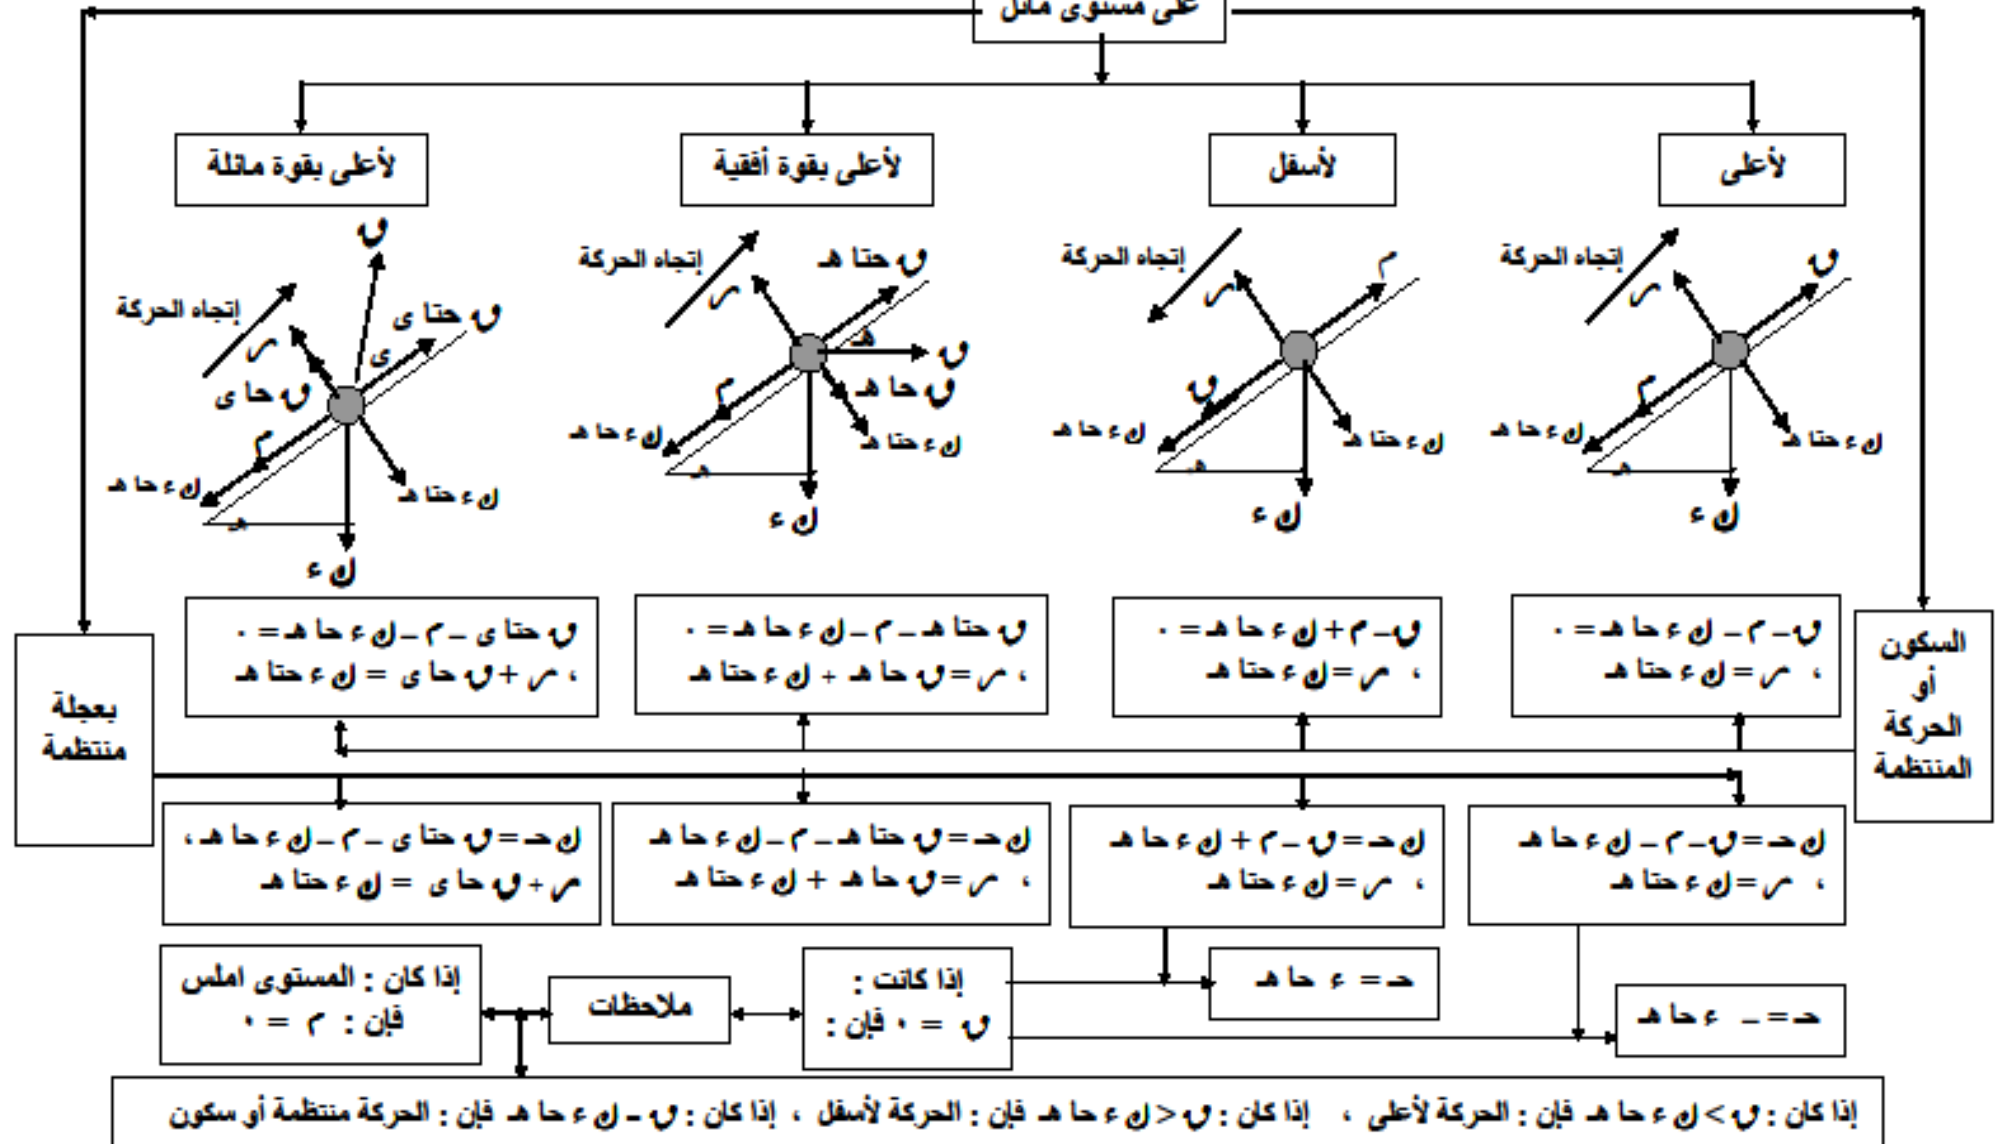 على مستوى مائل
لأعلى
لأسفل
لأعلى بقوة أفقية
لأعلى بقوة مائلة
إتجاه الحركة
ر
ق
م
ك ء حا هـ
هـ
ك ء حتا هـ
ك ء
إتجاه الحركة
ر
م
ق
ك ء حا هـ
هـ
ك ء حتا هـ
ك ء
إتجاه الحركة
ر
ق حتا هـ
هـ
ق
ق حا هـ
م
ك ء حا هـ
هـ
ك ء حتا هـ
ك ء
ق
إتجاه الحركة
ر
ق حتا ى
ى
ق حا ى
م
ك ء حا هـ
هـ
ك ء حتا هـ
ك ء
السكون
أو
الحركة
المنتظمة
ق – م – ك ء حا هـ = ٠
، ر = ك ء حتا هـ
ق – م + ك ء حا هـ = ٠
، ر = ك ء حتا هـ
ق حتا هـ – م – ك ء حا هـ = ٠
، ر = ق حا هـ + ك ء حتا هـ
ق حتا ى – م – ك ء حا هـ = ٠
، ر + ق حا ى = ك ء حتا هـ
بعجلة
منتظمة
ك حـ = ق – م – ك ء حا هـ
، ر = ك ء حتا هـ
ك حـ = ق – م + ك ء حا هـ
، ر = ك ء حتا هـ
ك حـ = ق حتا هـ – م – ك ء حا هـ
، ر = ق حا هـ + ك ء حتا هـ
ك حـ = ق حتا ى – م – ك ء حا هـ ،
ر + ق حا ى = ك ء حتا هـ
حـ = – ء حا هـ
حـ = ء حا هـ
إذا كانت :
ق = ٠ فإن :
ملاحظات
إذا كان : المستوى املس
فإن : م = ٠
إذا كان : ق > ك ء حا هـ فإن : الحركة لأعلى ، إذا كان : ق < ك ء حا هـ فإن : الحركة لأسفل ، إذا كان : ق – ك ء حا هـ فإن : الحركة منتظمة أو سكون